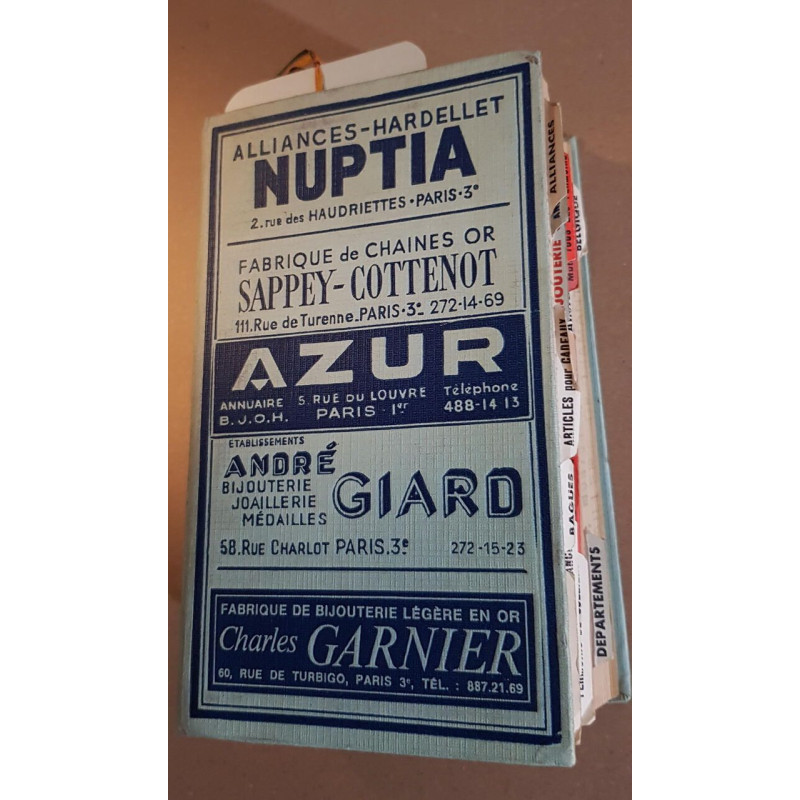 ALLIANCES-HARDELLET
NUPTIA
2. rue des HAUDRIETTES • PARIS • 3e
FABRIQUE de CHAINES OR
SAPPEY-COTTENOT
111. Rue de Turenne _ PARIS • 3e 272-14-69
AZUR
ANNUAIRE 5. RUE DU LOUVRE Téléphone
B.J.O.H. PARIS - 1er 488-14 13
ETABLISSEMENTS
ANDRÉ
BIJOUTERIE
JOAILLERIE
MÉDAILLES
GIARD
58. RUE CHARLOT PARIS. 3e 272-15-23
FABRIQUE DE BIJOUTERIE LÉGÈRE EN OR
Charles GARNIER
60, RUE DE TURBIGO, PARIS 3e, TÉL. : 887.21.69
ALLIANCES
BELGIQUE
JOUTERIE
ARTICLES pour CADEAUX
BAGUES
DEPARTEMENTS